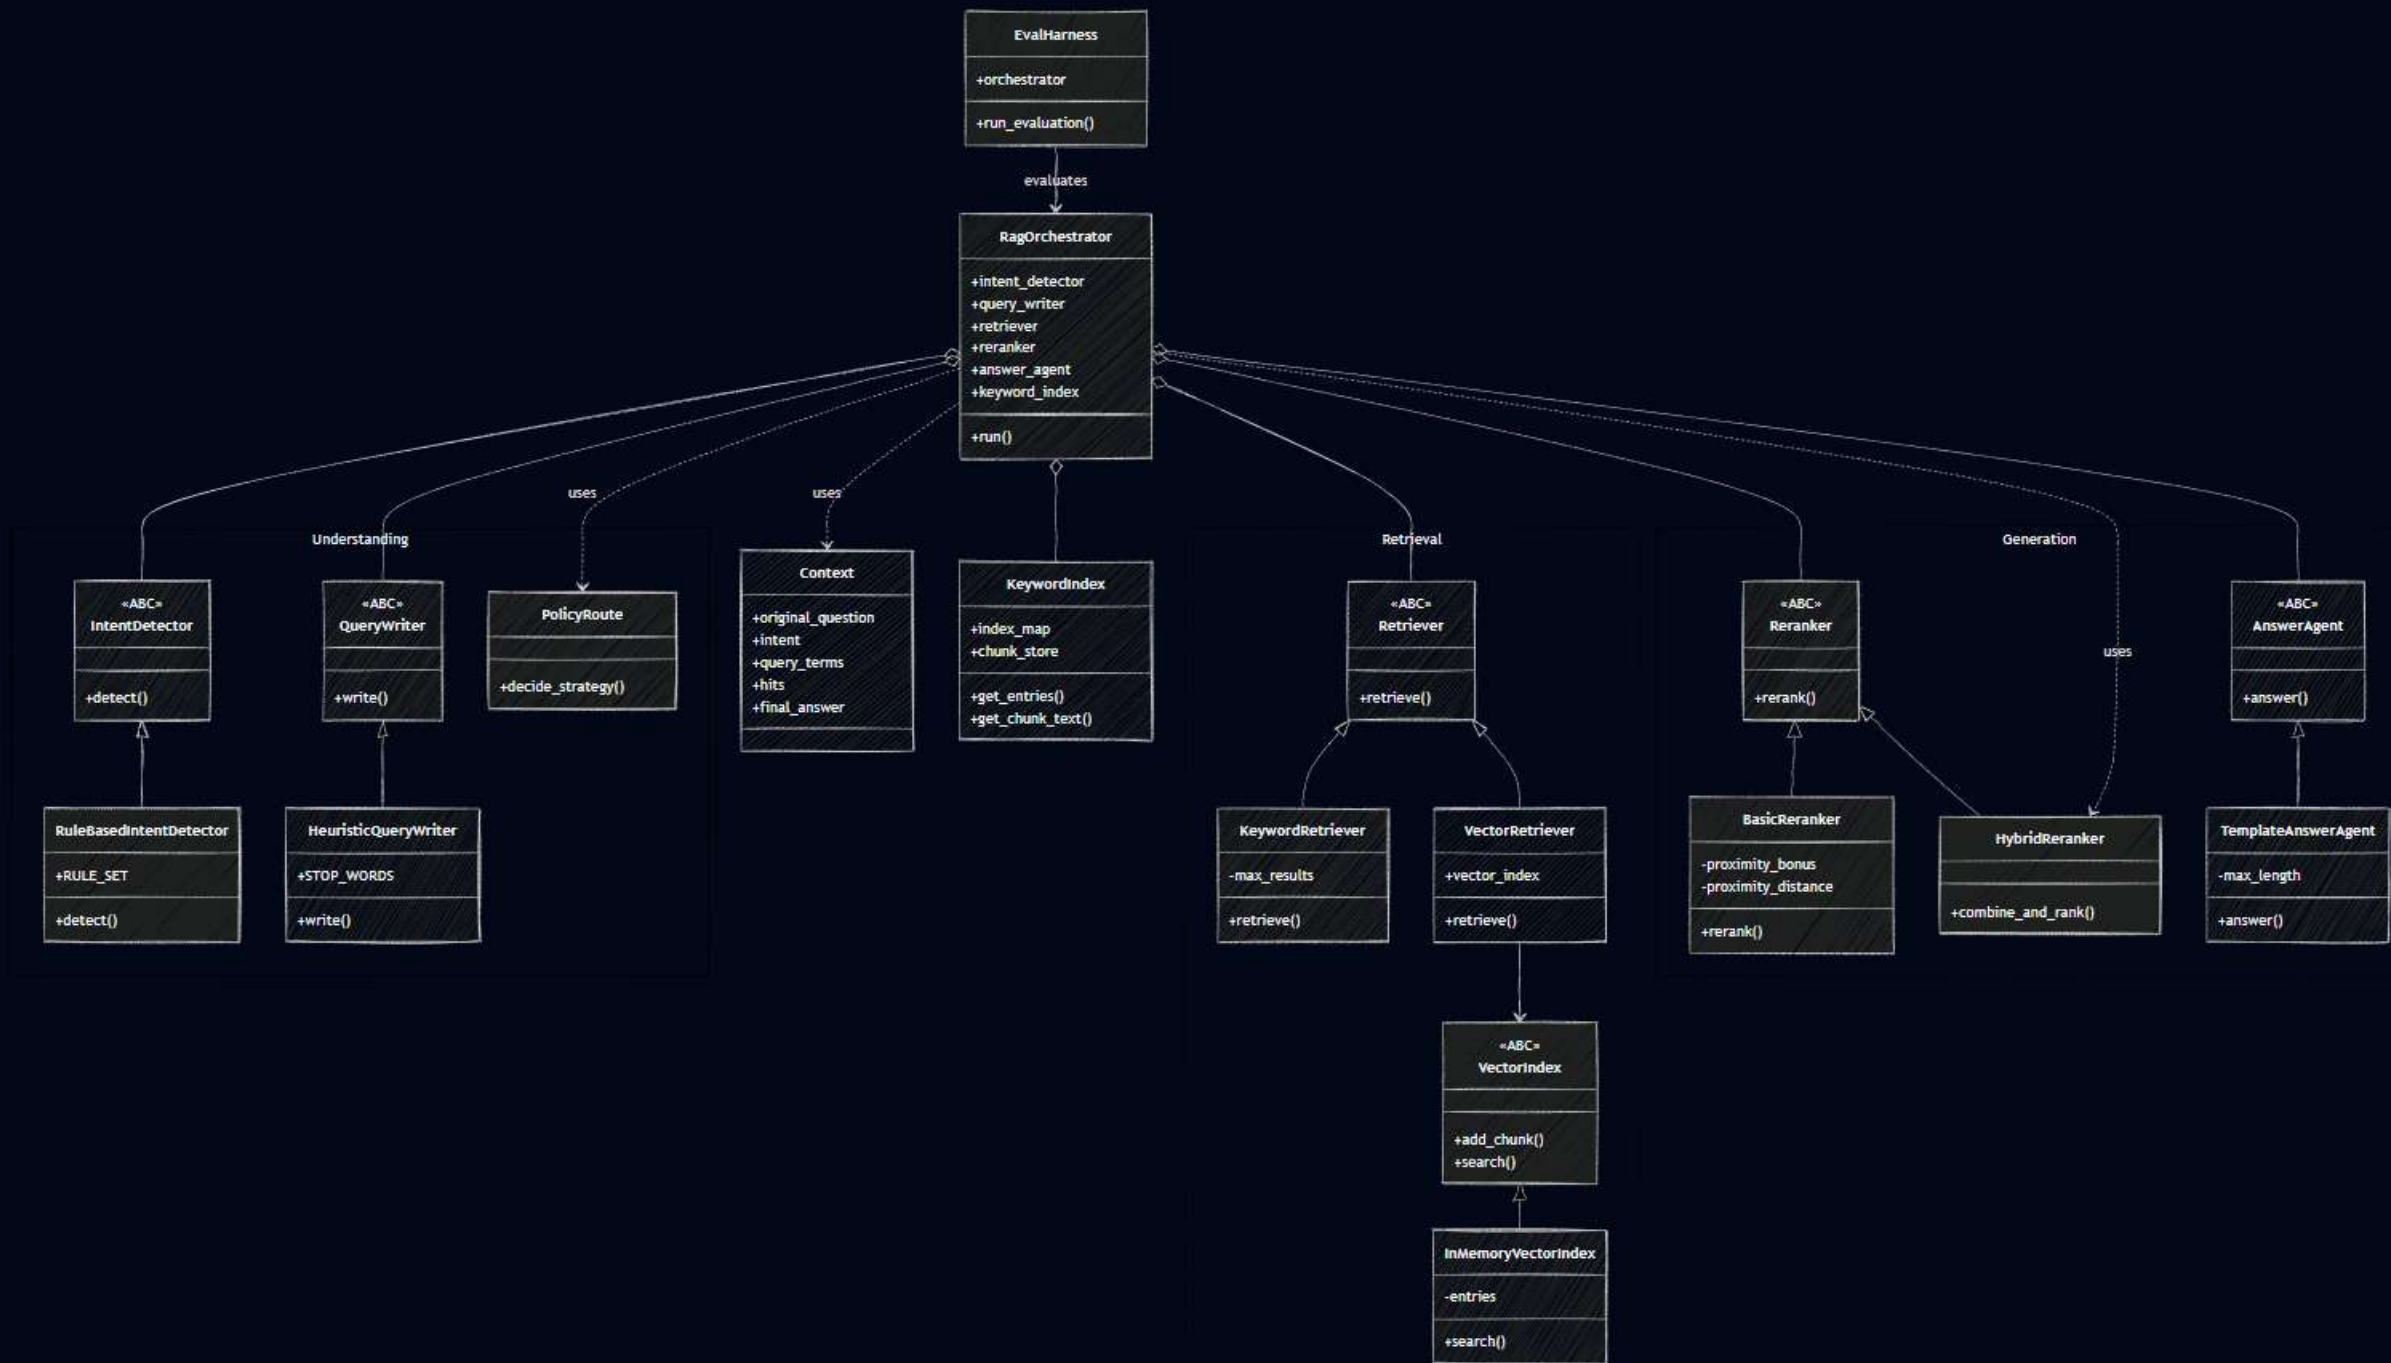 EvalHarness
+orchestrator
+run_evaluation()
evaluates
RagOrchestrator
+intent_detector
+query_writer
+retriever
+reranker
+answer_agent
+keyword_index
+run()
uses
uses
Understanding
«ABC»
IntentDetector
+detect()
«ABC»
QueryWriter
+write()
PolicyRoute
+decide_strategy()
RuleBasedIntentDetector
+RULE_SET
+detect()
HeuristicQueryWriter
+STOP_WORDS
+write()
Context
+original_question
+intent
+query_terms
+hits
+final_answer
KeywordIndex
+index_map
+chunk_store
+get_entries()
+get_chunk_text()
Retrieval
«ABC»
Retriever
+retrieve()
KeywordRetriever
-max_results
+retrieve()
VectorRetriever
+vector_index
+retrieve()
«ABC»
VectorIndex
+add_chunk()
+search()
InMemoryVectorIndex
-entries
+search()
Generation
«ABC»
Reranker
+rerank()
uses
«ABC»
AnswerAgent
+answer()
BasicReranker
-proximity_bonus
-proximity_distance
+rerank()
HybridReranker
+combine_and_rank()
TemplateAnswerAgent
-max_length
+answer()